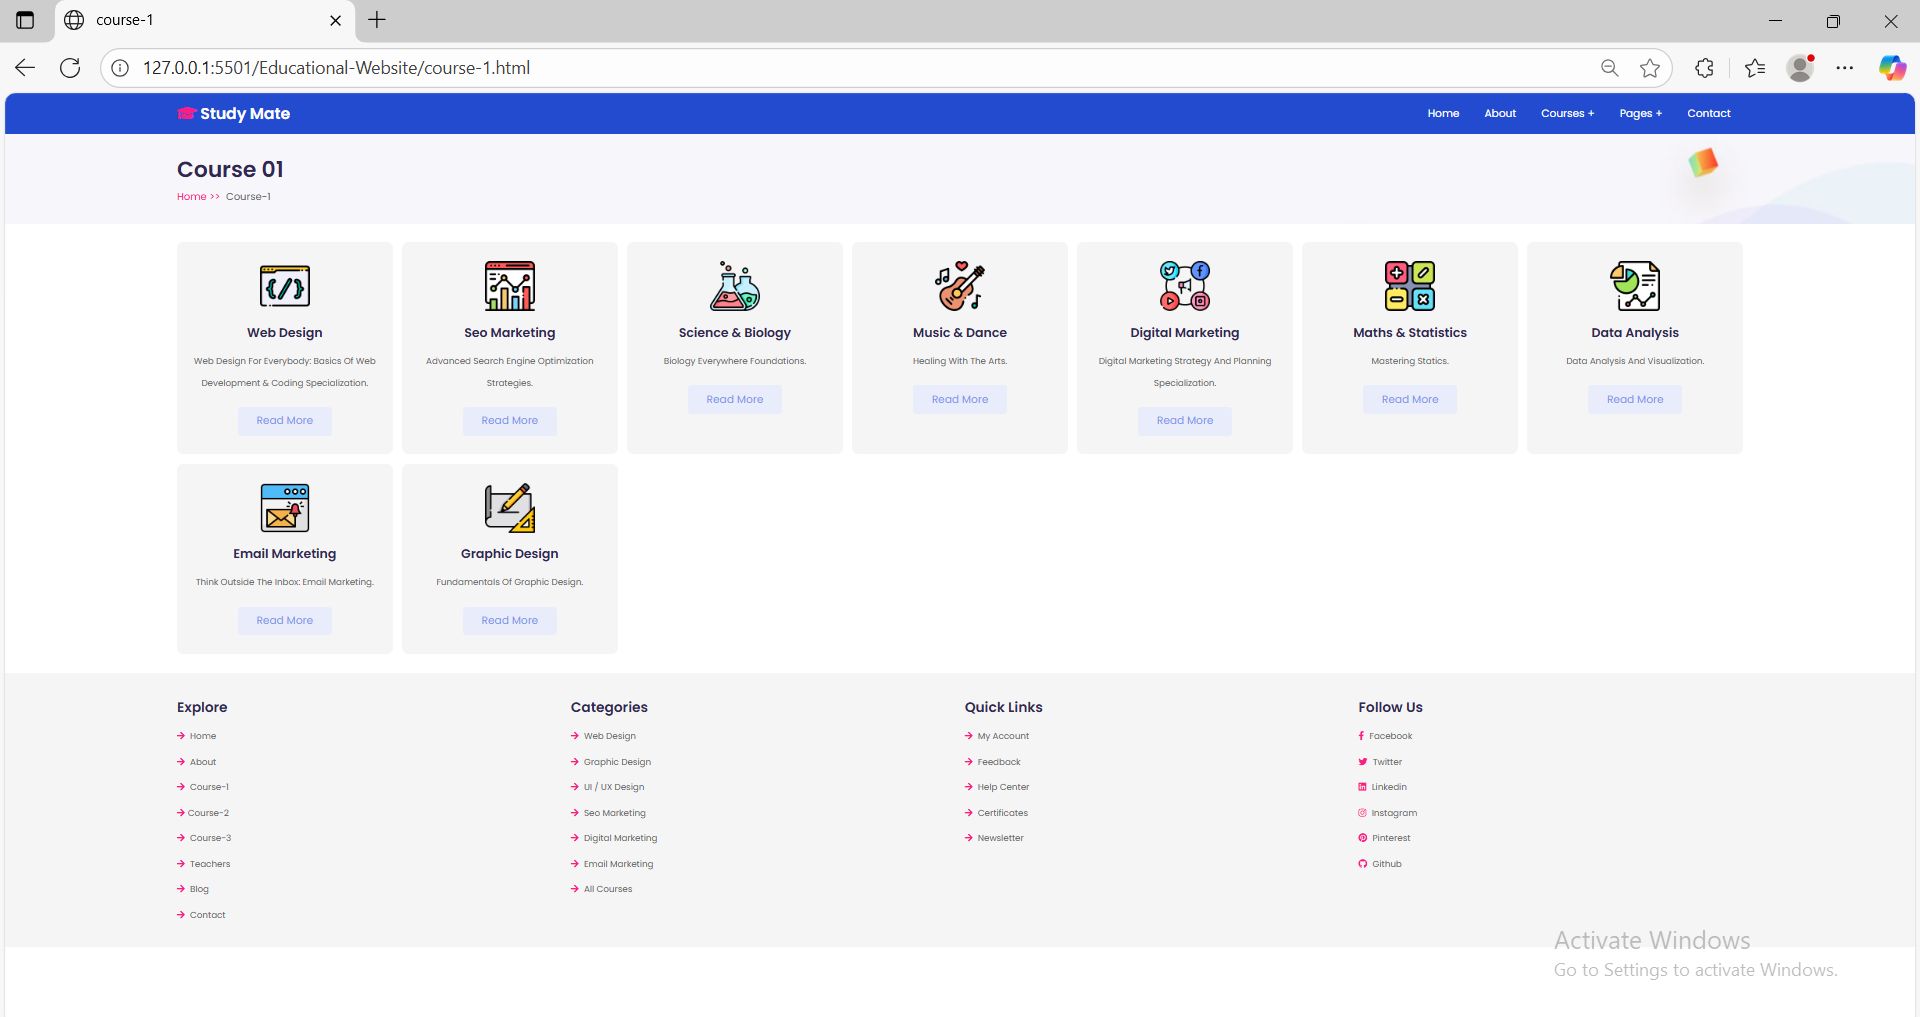 course-1
127.0.0.1:5501/Educational-Website/course-1.html
Study Mate
Home
About
Courses +
Pages +
Contact
Course 01
Home >> Course-1
Web Design
Web Design For Everybody: Basics Of Web
Development & Coding Specialization.
Read More
Seo Marketing
Advanced Search Engine Optimization
Strategies.
Read More
Science & Biology
Biology Everywhere Foundations.
Read More
Music & Dance
Healing With The Arts.
Read More
Digital Marketing
Digital Marketing Strategy And Planning
Specialization.
Read More
Maths & Statistics
Mastering Statics.
Read More
Data Analysis
Data Analysis And Visualization.
Read More
Email Marketing
Think Outside The Inbox: Email Marketing.
Read More
Graphic Design
Fundamentals Of Graphic Design.
Read More
Explore
Home
About
Course-1
Course-2
Course-3
Teachers
Blog
Contact
Categories
Web Design
Graphic Design
UI / UX Design
Seo Marketing
Digital Marketing
Email Marketing
All Courses
Quick Links
My Account
Feedback
Help Center
Certificates
Newsletter
Follow Us
Facebook
Twitter
Linkedin
Instagram
Pinterest
Github
Activate Windows
Go to Settings to activate Windows.